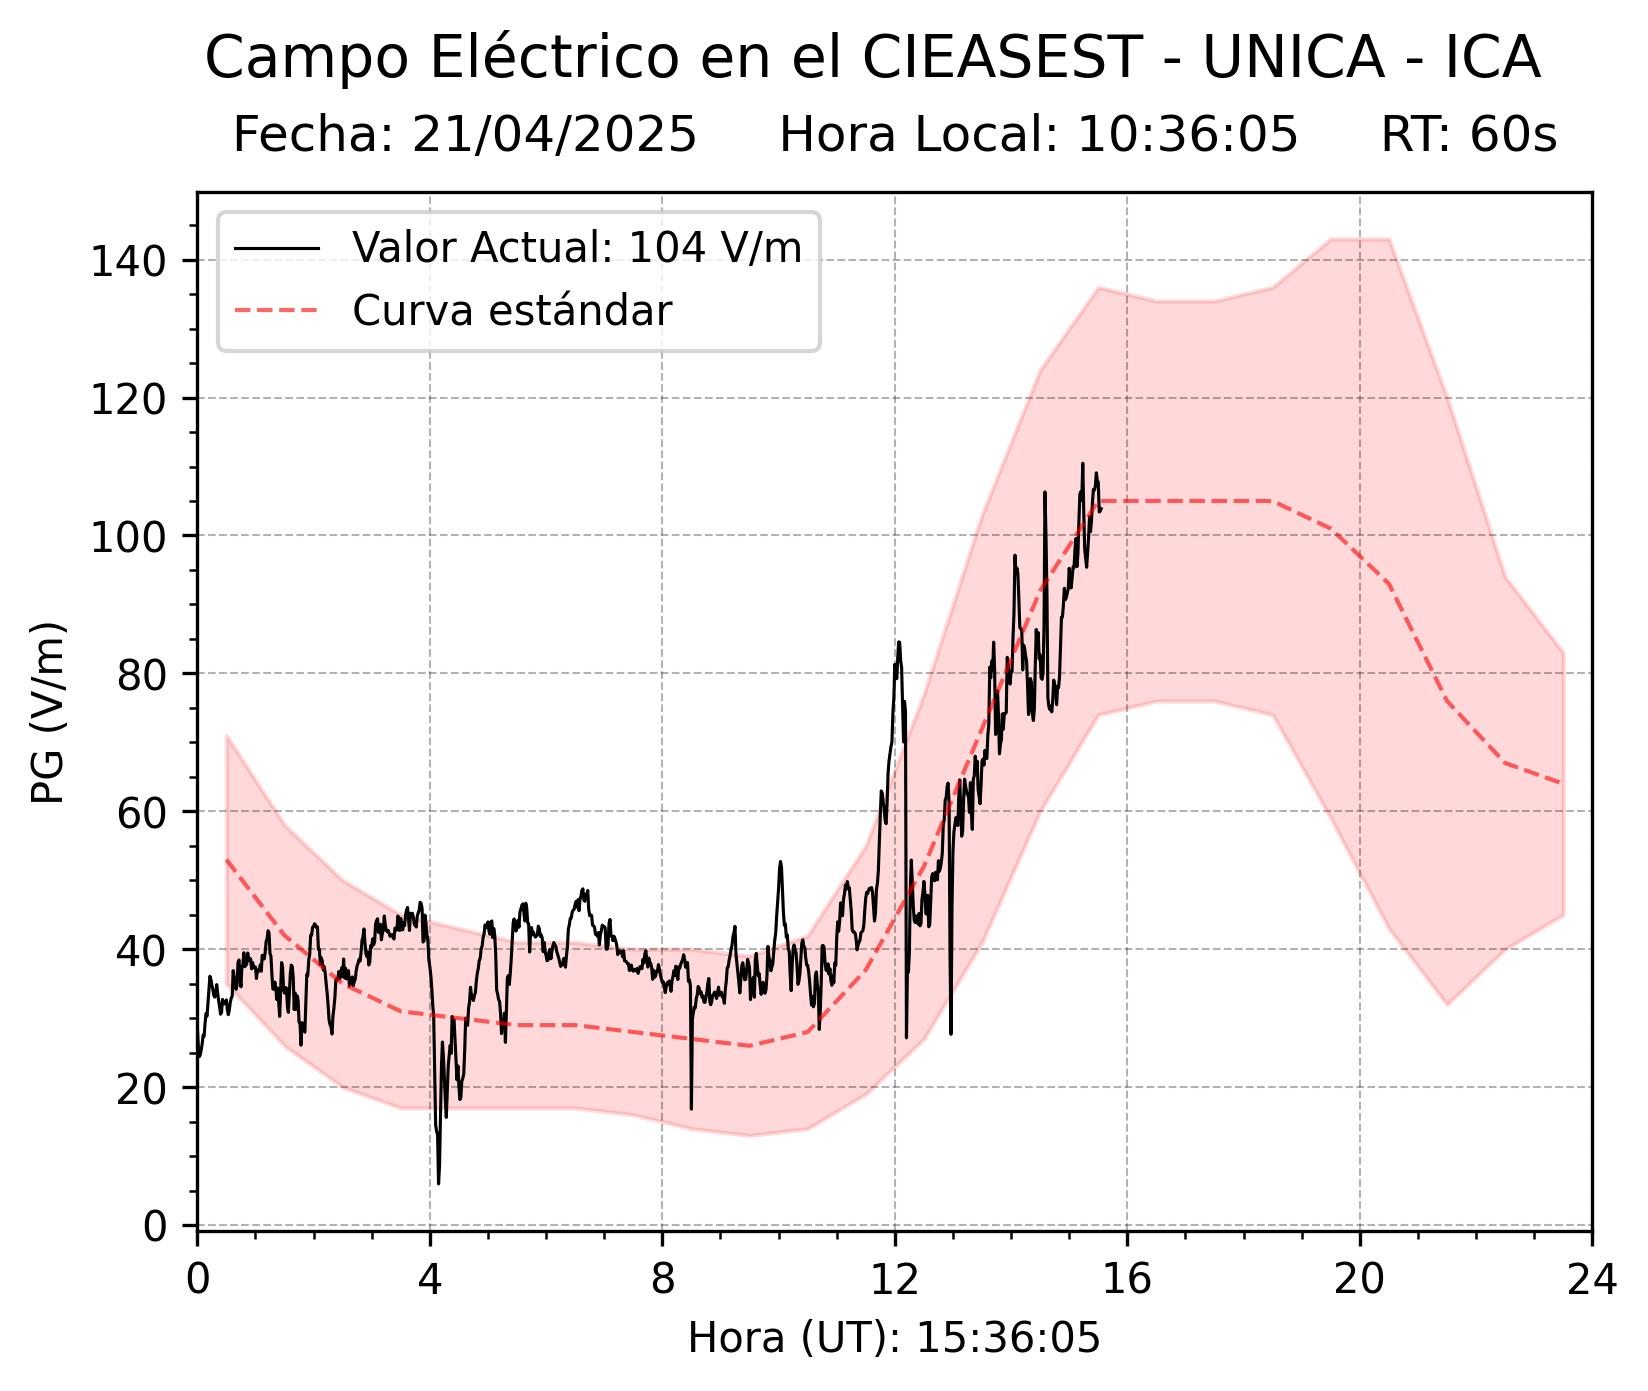 Campo Eléctrico en el CIEASEST - UNICA - ICA
Fecha: 21/04/2025 Hora Local: 10:36:05 RT: 60s
Valor Actual: 104 V/m
Curva estándar
PG (V/m)
140
120
100
80
60
40
20
0
0 4 8 12 16 20 24
Hora (UT): 15:36:05